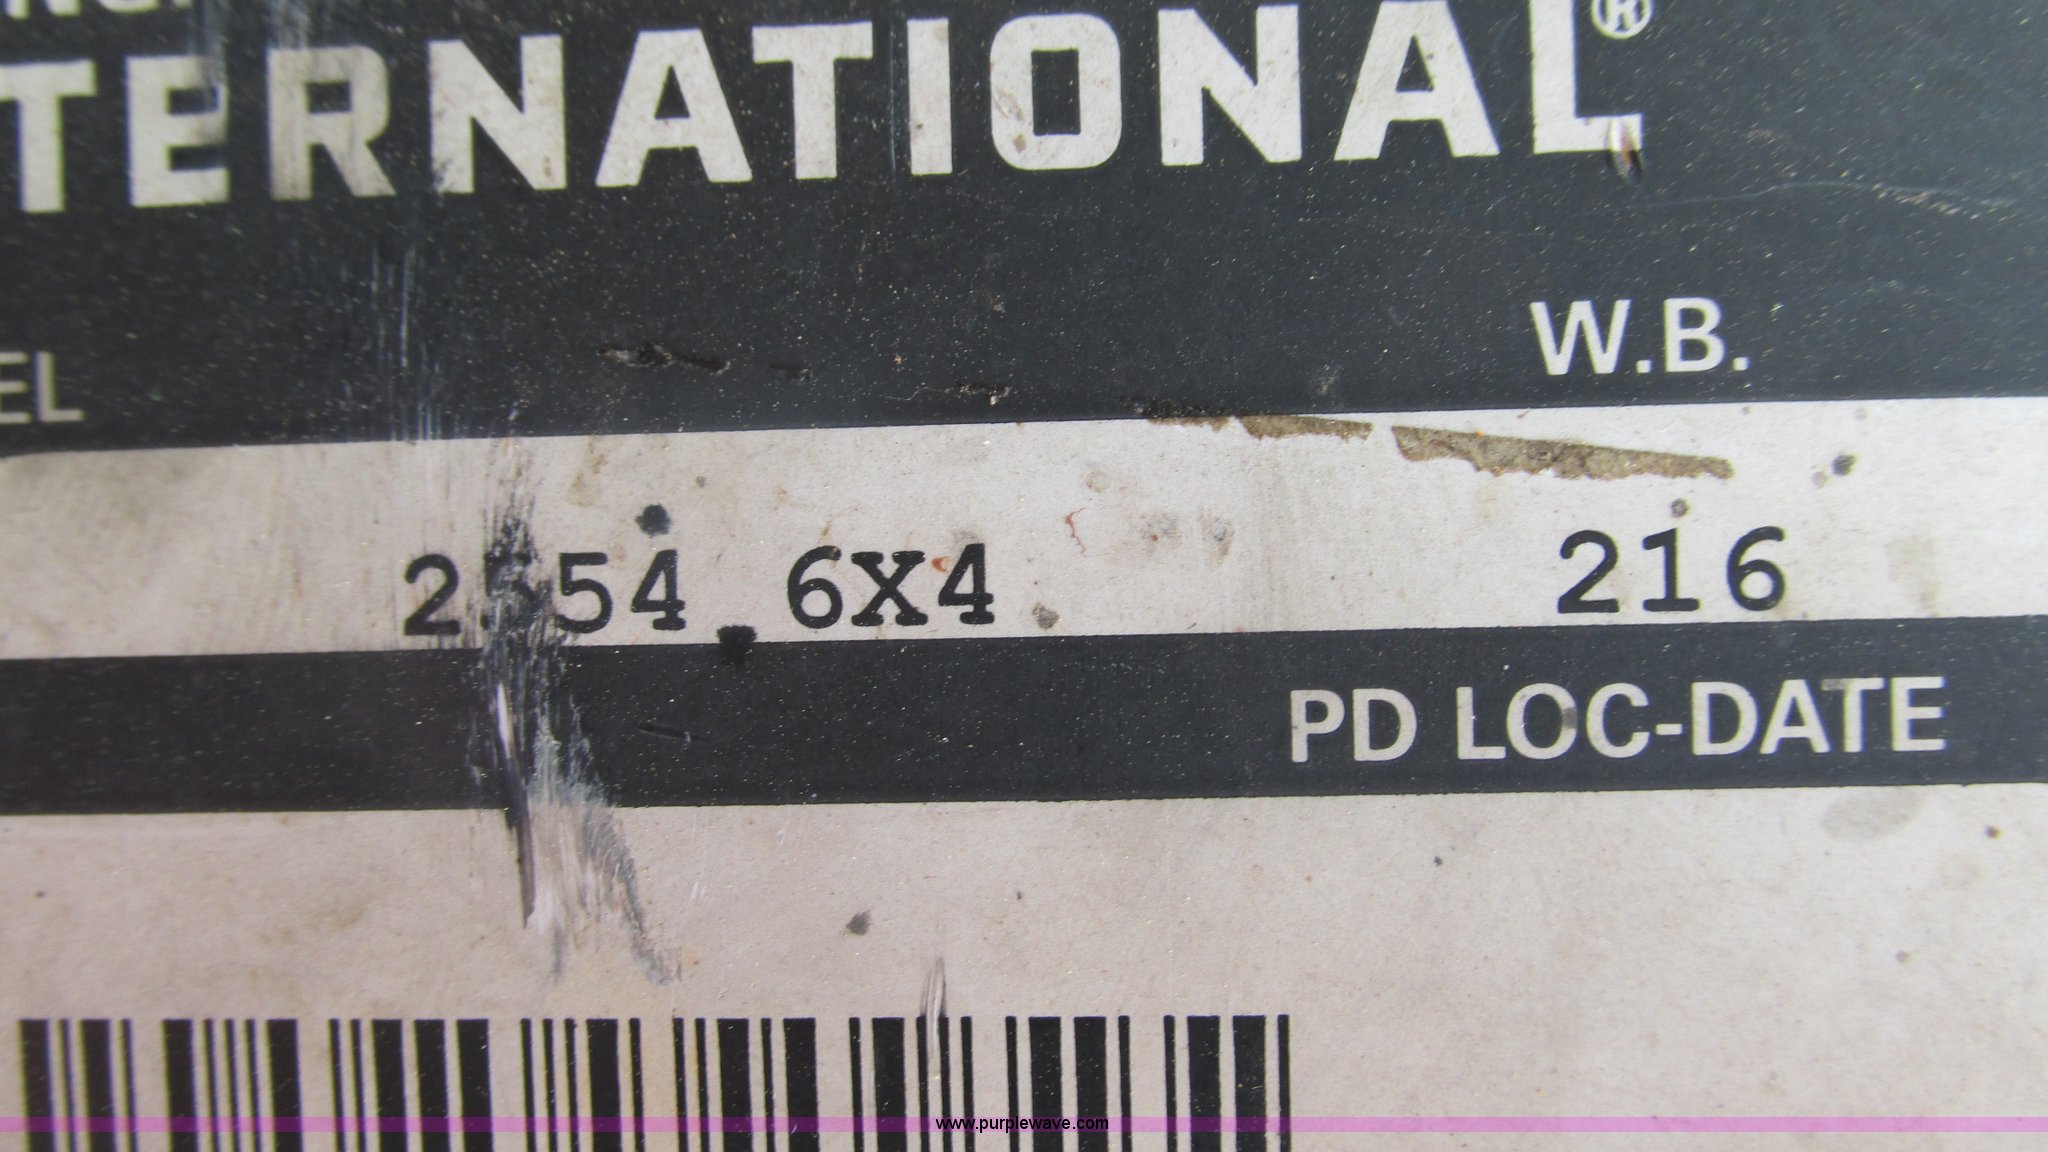 TERNATIONAL®
EL W.B.
2554 6X4 216
PD LOC-DATE
www.purplewave.com